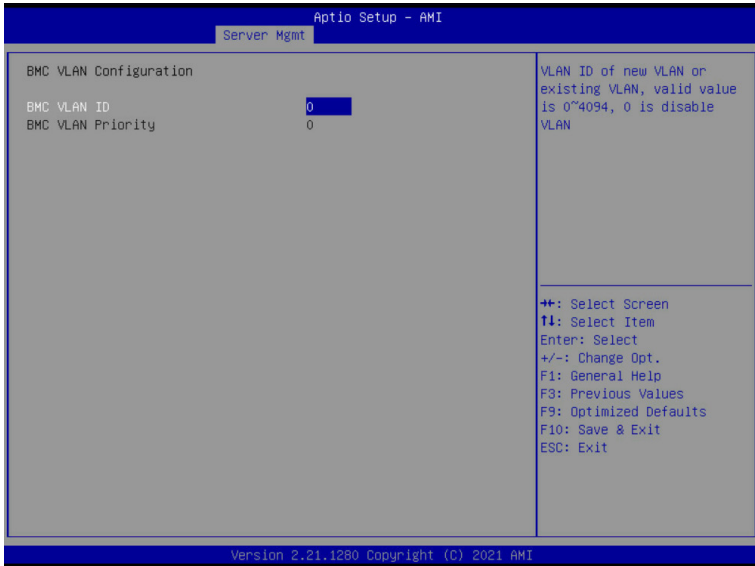 Aptio Setup - AMI
Server Mgmt
BMC VLAN Configuration
BMC VLAN ID 0
BMC VLAN Priority 0
VLAN ID of new VLAN or
existing VLAN, valid value
is 0~4094, 0 is disable
VLAN
→←: Select Screen
↑↓: Select Item
Enter: Select
+/-: Change Opt.
F1: General Help
F3: Previous Values
F9: Optimized Defaults
F10: Save & Exit
ESC: Exit
Version 2.21.1280 Copyright (C) 2021 AMI